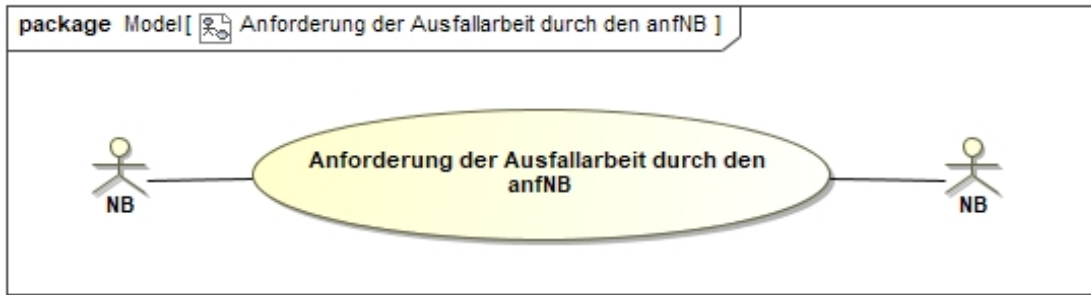 package Model[ Anforderung der Ausfallarbeit durch den anfNB ]
Anforderung der Ausfallarbeit durch den
anfNB
NB
NB